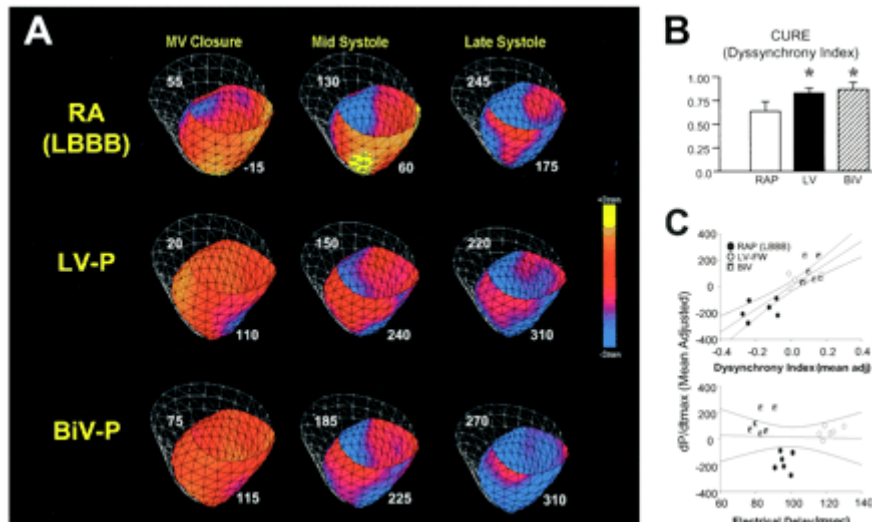 A
MV Closure
Mid Systole
Late Systole
RA
(LBBB)
55
-15
130
60
245
175
LV-P
20
110
150
240
220
310
BiV-P
75
115
185
225
270
310
B
CURE
(Dyssynchrony Index)
*
*
1.00
0.75
0.50
0.25
0.0
RAP
LV
BiV
C
dP/dtmax (Mean Adjusted)
400
200
0
-200
-400
RAP (LBBB)
LV-FW
BiV
-0.4
-0.2
0.0
0.2
0.4
Dysynchrony Index (mean adj)
400
200
0
-200
-400
60
80
100
120
140
Electrical Delay (msec)